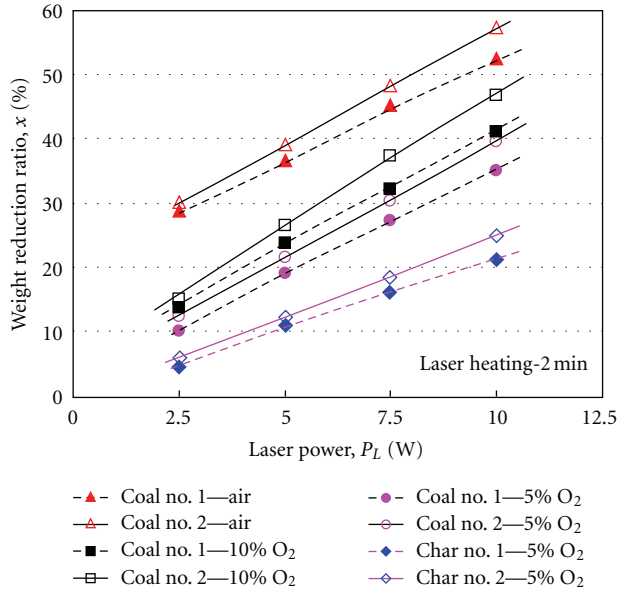 60
50
40
30
20
10
0
Weight reduction ratio, x (%)
Laser heating-2 min
0 2.5 5 7.5 10 12.5
Laser power, P_L (W)
Coal no. 1—air
Coal no. 2—air
Coal no. 1—10% O₂
Coal no. 2—10% O₂
Coal no. 1—5% O₂
Coal no. 2—5% O₂
Char no. 1—5% O₂
Char no. 2—5% O₂